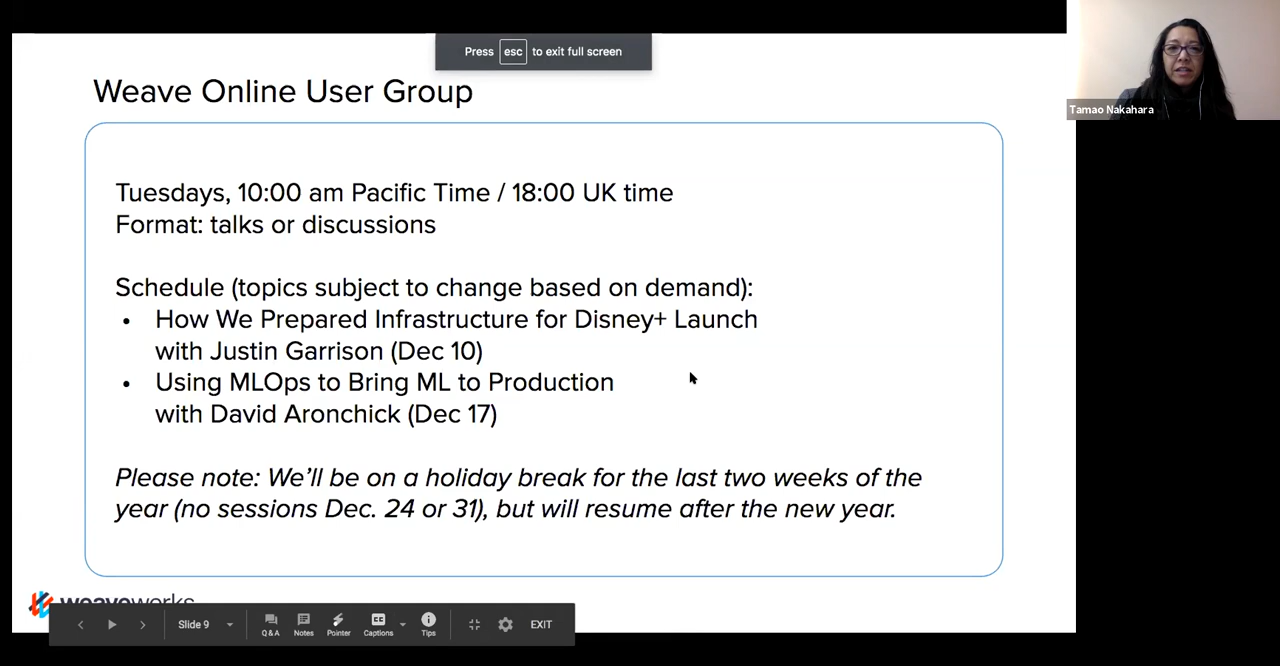 Press esc to exit full screen
Tamao Nakahara
Weave Online User Group
Tuesdays, 10:00 am Pacific Time / 18:00 UK time
Format: talks or discussions
Schedule (topics subject to change based on demand):
• How We Prepared Infrastructure for Disney+ Launch
with Justin Garrison (Dec 10)
• Using MLOps to Bring ML to Production
with David Aronchick (Dec 17)
Please note: We’ll be on a holiday break for the last two weeks of the
year (no sessions Dec. 24 or 31), but will resume after the new year.
weaveworks
Slide 9
Q&A
Notes
Pointer
CC
Captions
Tips
EXIT